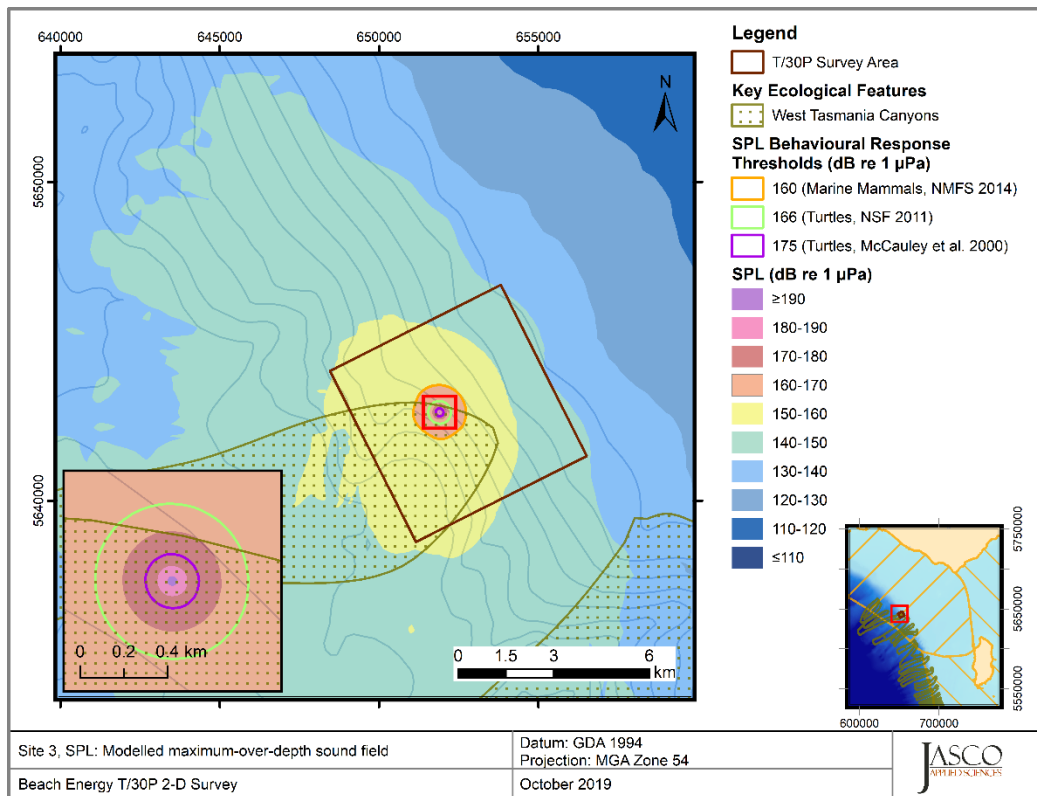 640000 645000 650000 655000
5650000
5640000
N
0 1.5 3 6
km
0 0.2 0.4 km
Legend
T/30P Survey Area
Key Ecological Features
West Tasmania Canyons
SPL Behavioural Response
Thresholds (dB re 1 µPa)
160 (Marine Mammals, NMFS 2014)
166 (Turtles, NSF 2011)
175 (Turtles, McCauley et al. 2000)
SPL (dB re 1 µPa)
≥190
180-190
170-180
160-170
150-160
140-150
130-140
120-130
110-120
≤110
5750000
5650000
5550000
600000 700000
Site 3, SPL: Modelled maximum-over-depth sound field
Datum: GDA 1994
Projection: MGA Zone 54
Beach Energy T/30P 2-D Survey
October 2019
JASCO
APPLIED SCIENCES